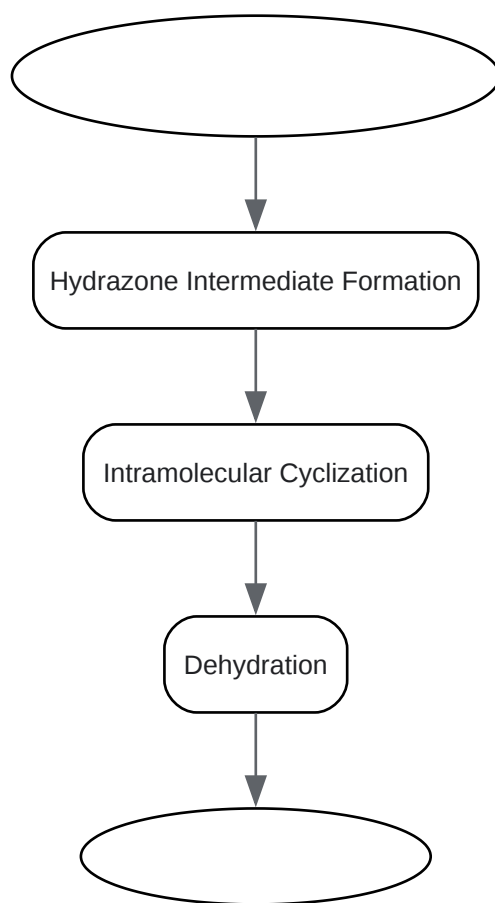 Hydrazone Intermediate Formation
Intramolecular Cyclization
Dehydration